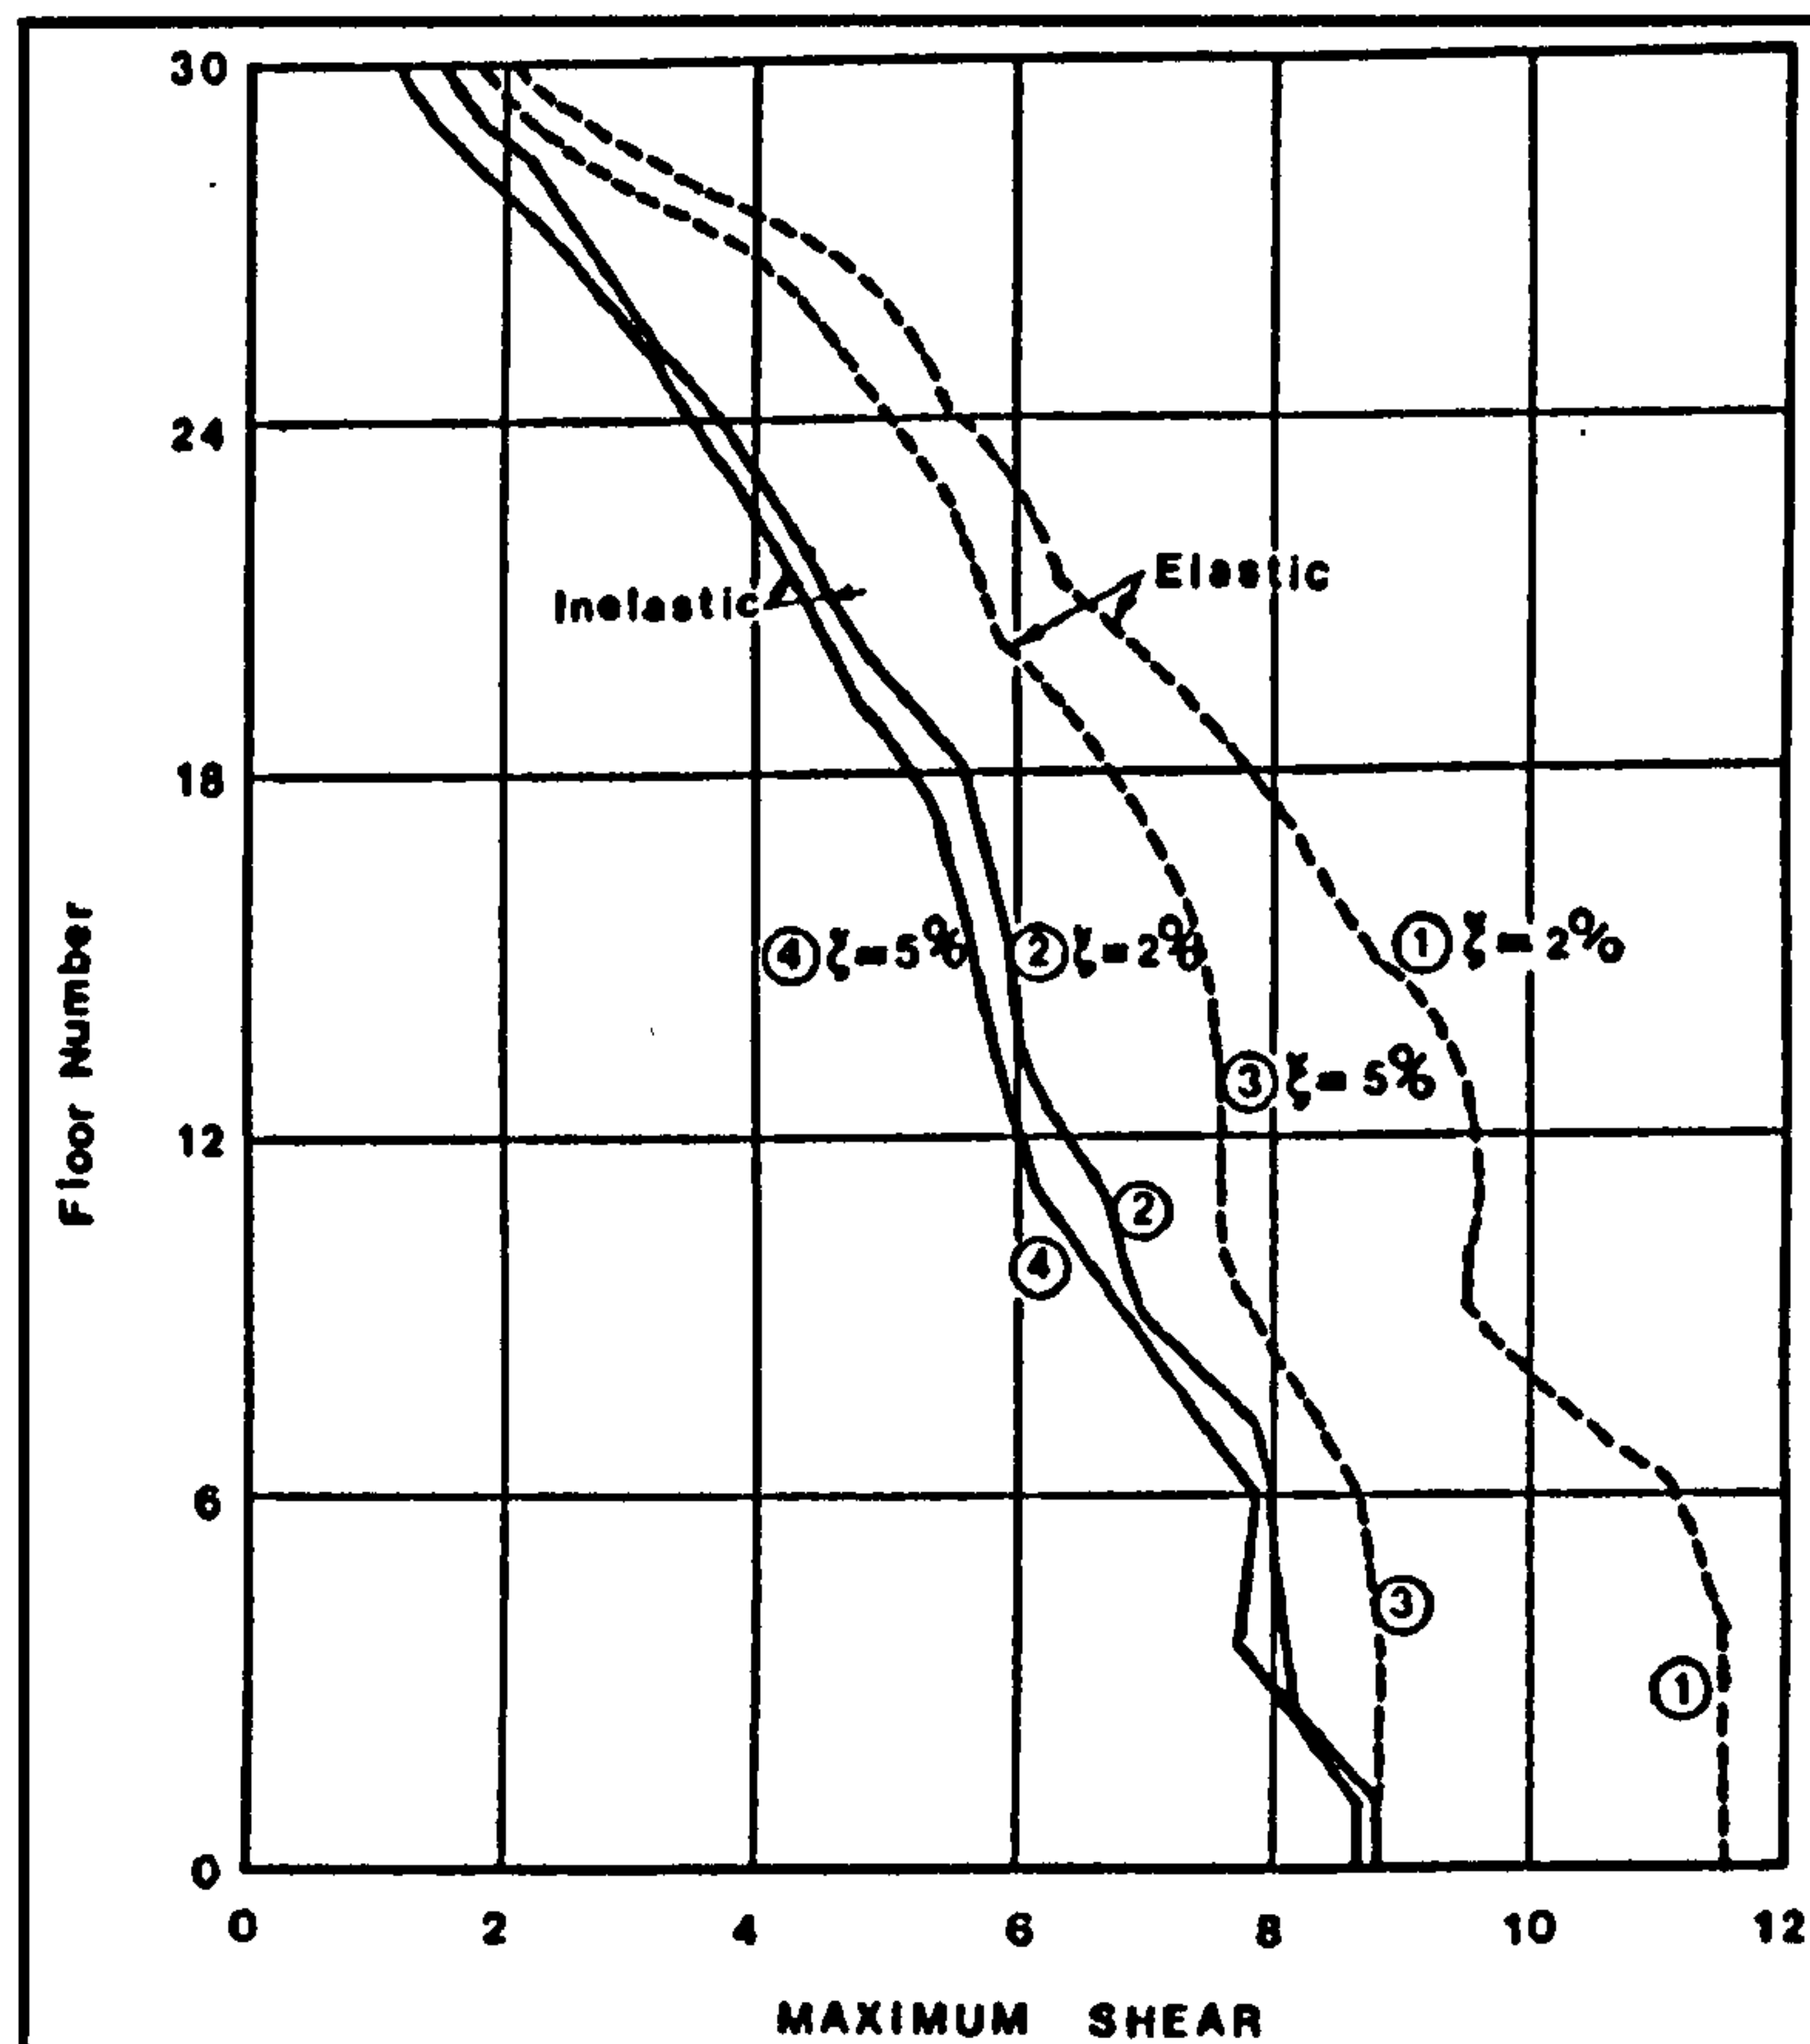 30
24
Inelastic
Elastic
18
④ ζ=5%
② ζ=2%
① ζ=2%
③ ζ=5%
12
②
④
6
③
①
0
0 2 4 6 8 10 12
Floor Number
MAXIMUM SHEAR